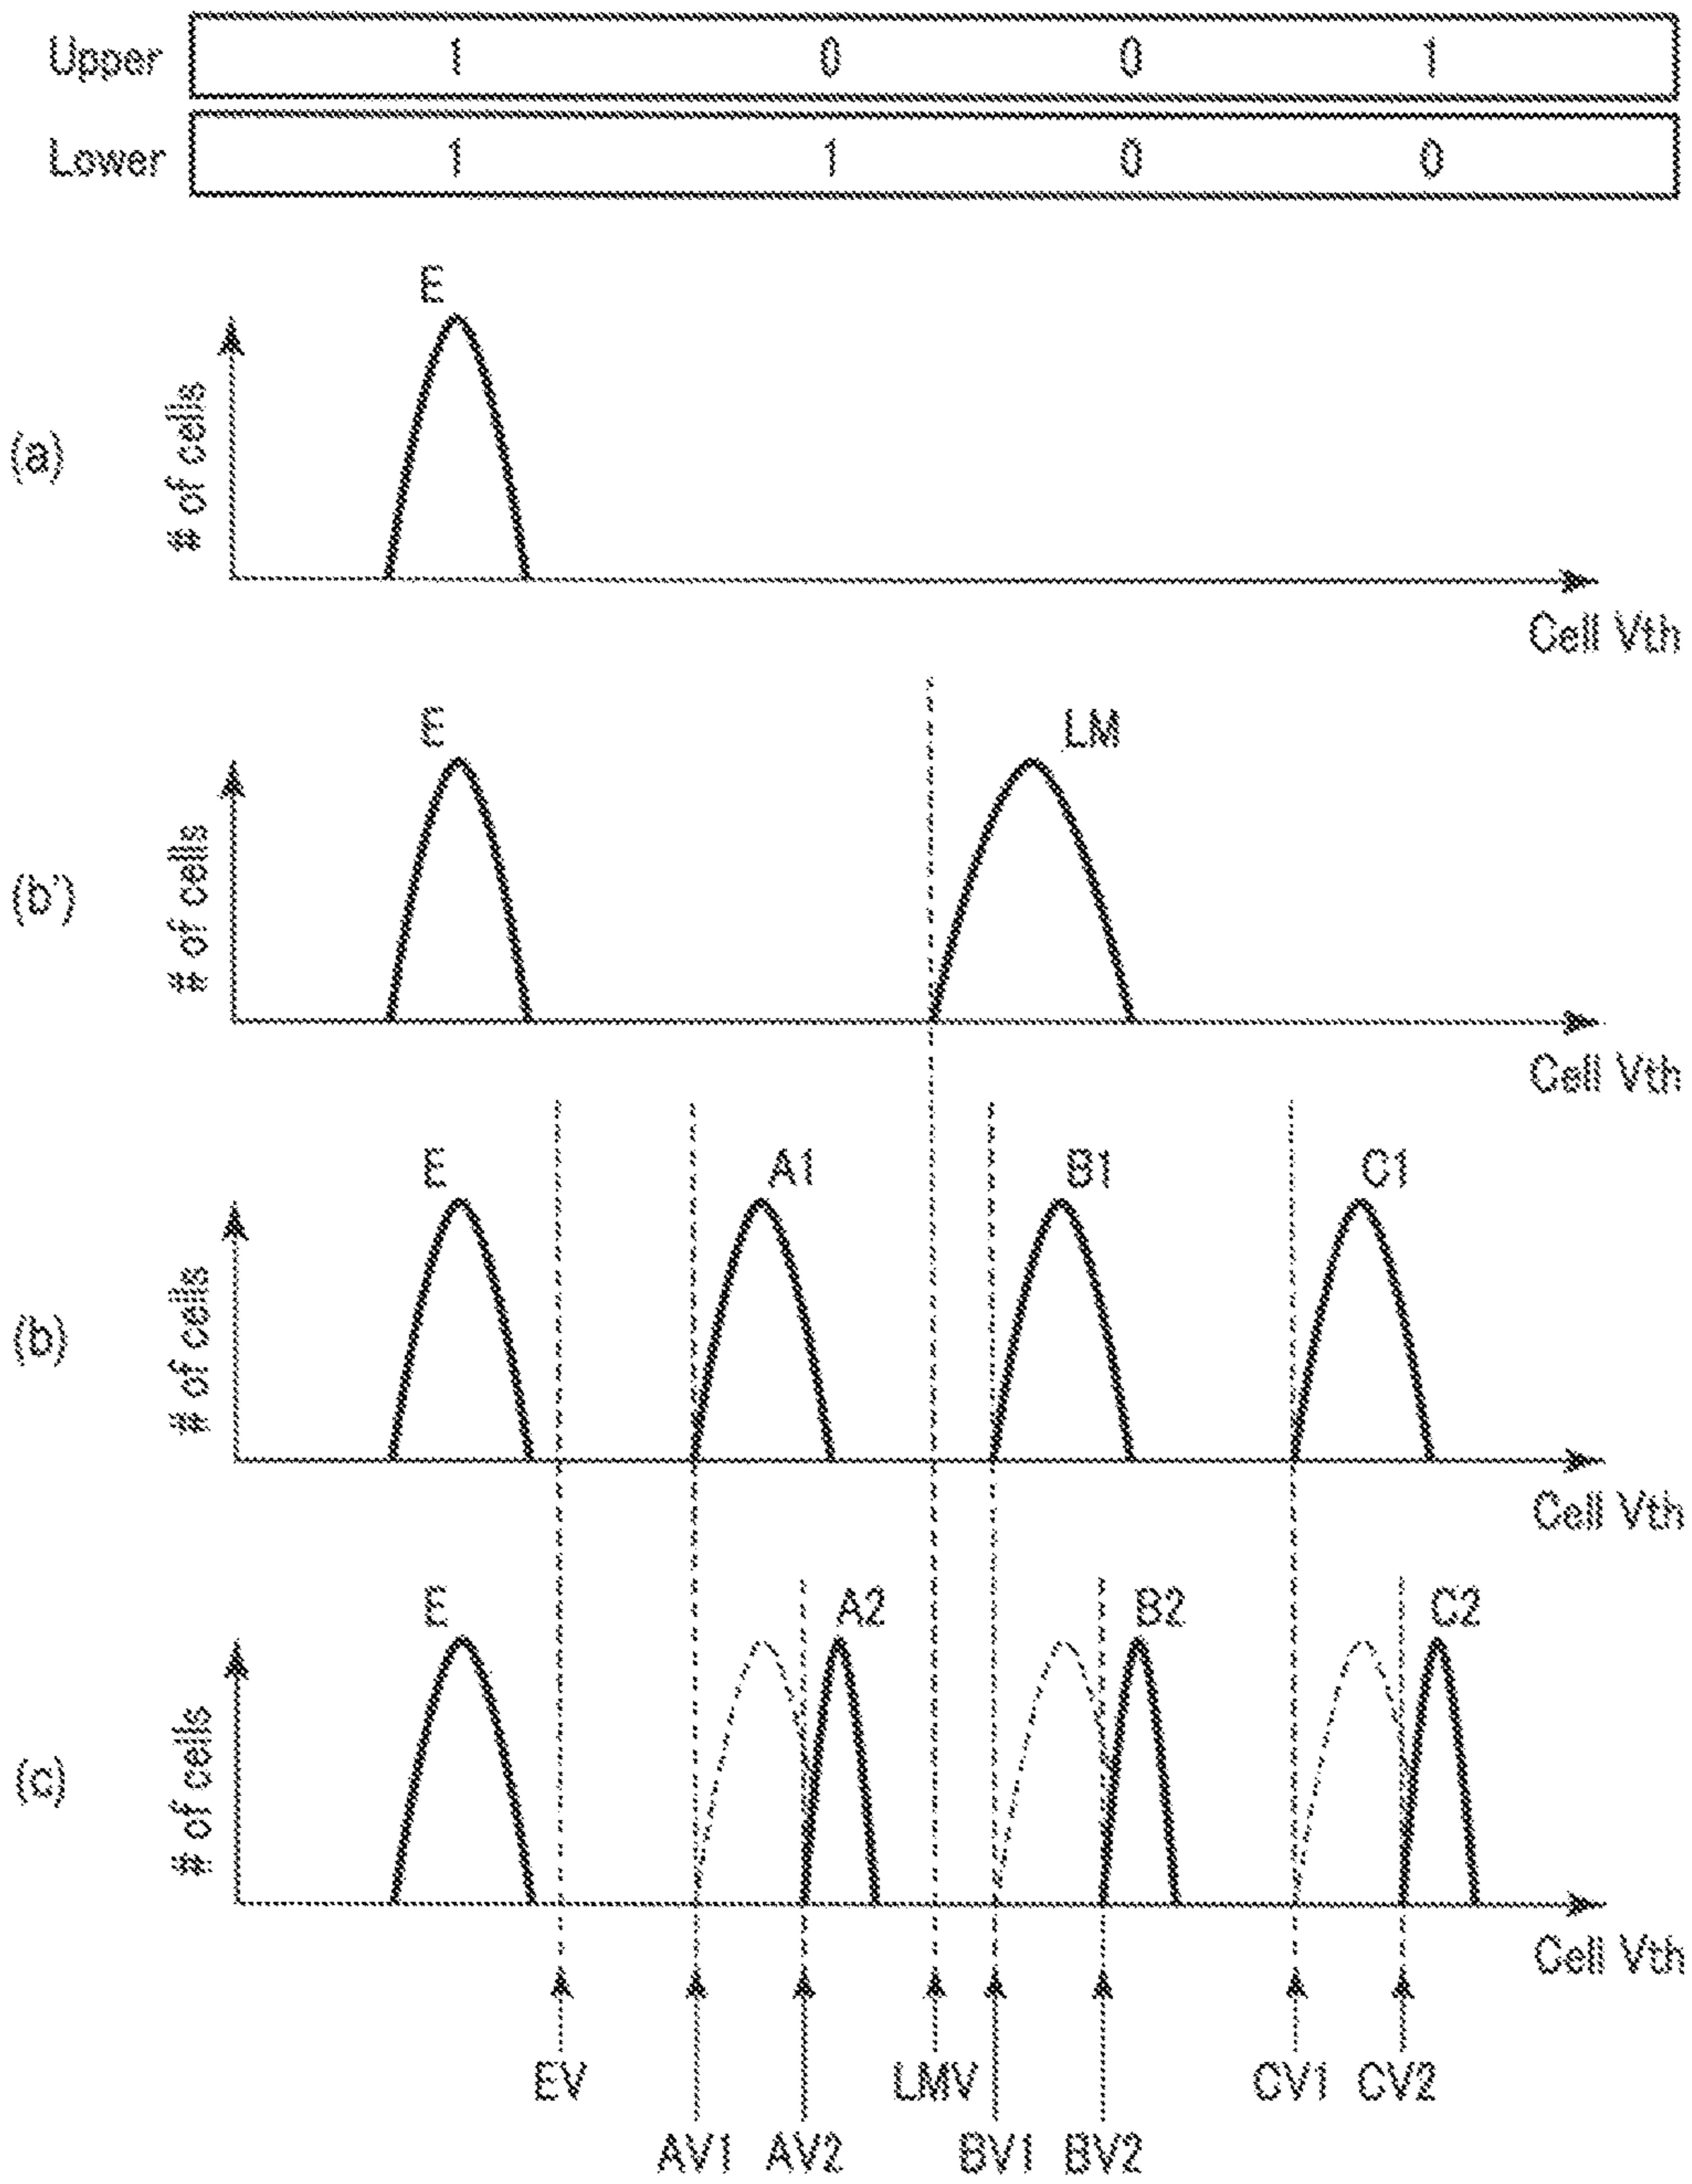 Upper 1 0 0 1
Lower 1 1 0 0
E
(a)
# of cells
Cell Vth
E LM
(b')
# of cells
Cell Vth
E A1 B1 C1
(b)
# of cells
Cell Vth
E A2 B2 C2
(c)
# of cells
Cell Vth
EV LMV CV1 CV2
AV1 AV2 BV1 BV2